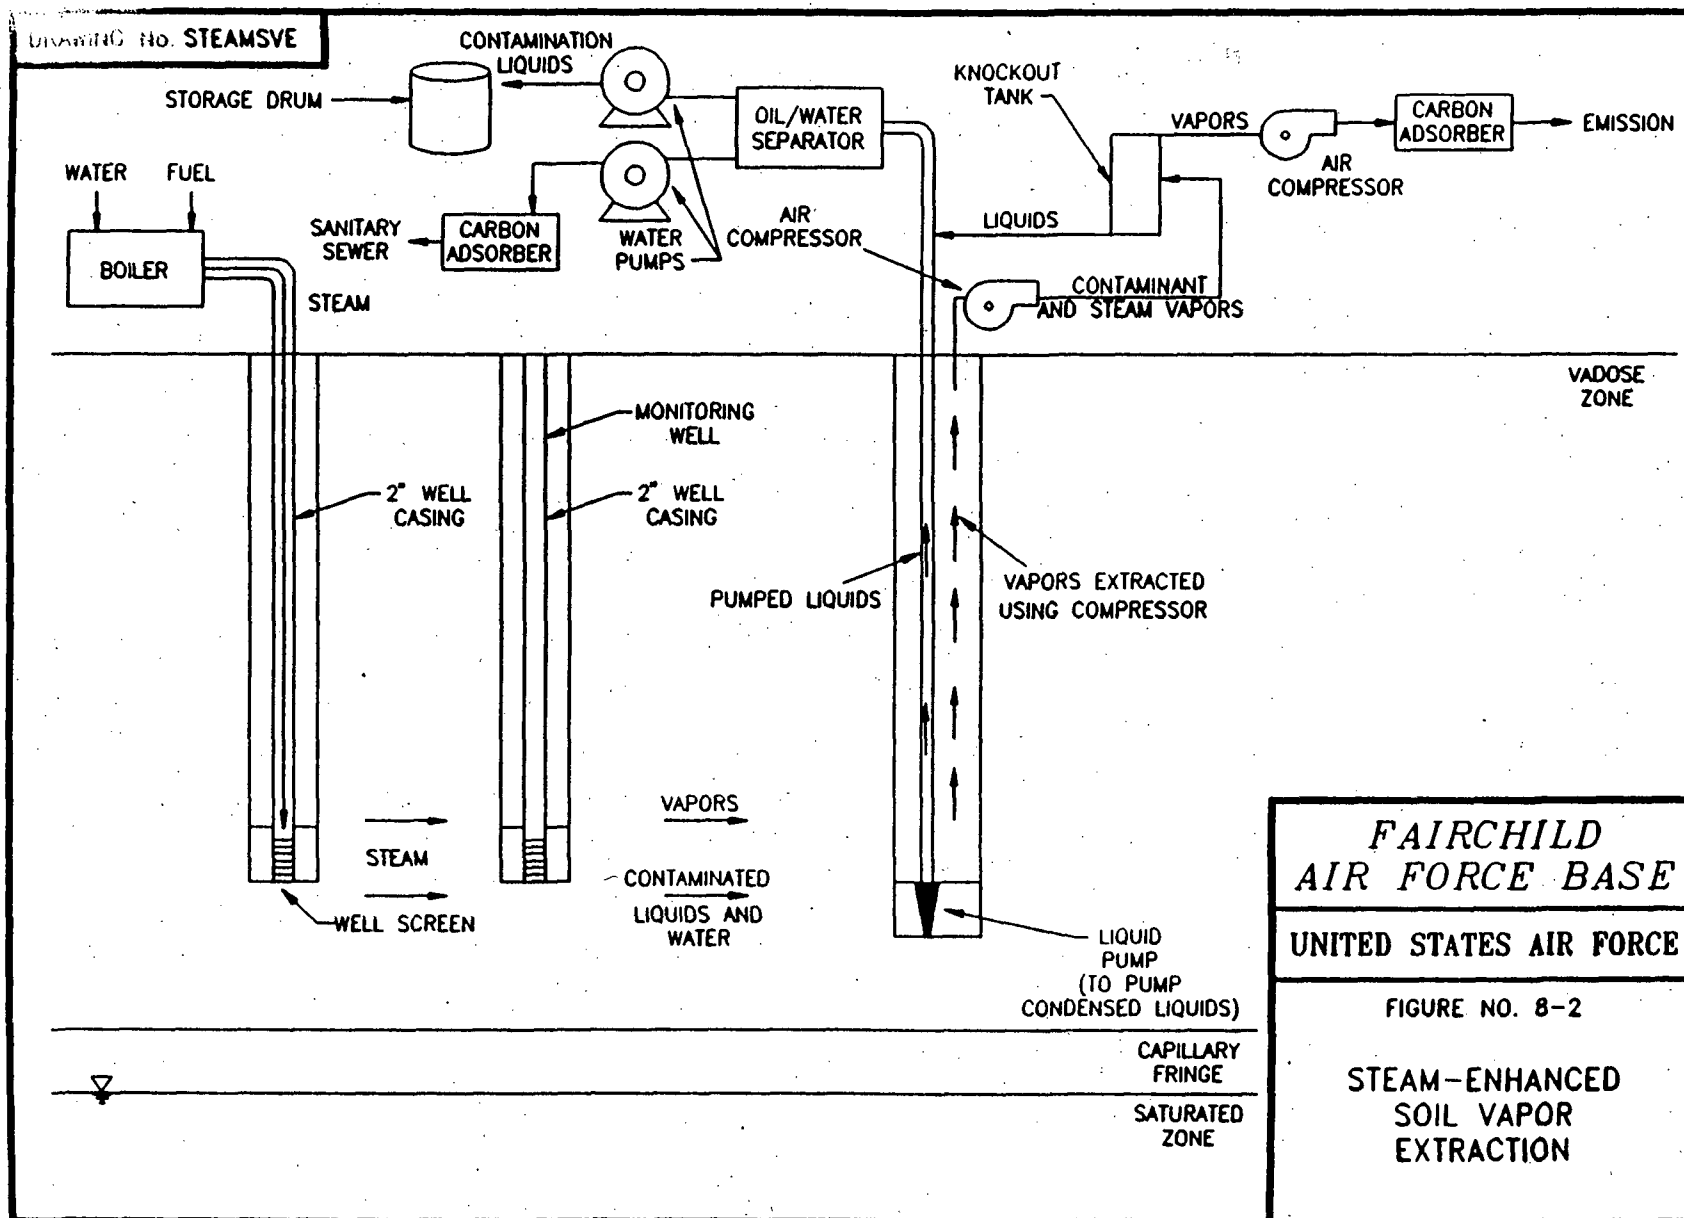 DRAWING No. STEAMSVE
CONTAMINATION
LIQUIDS
STORAGE DRUM
OIL/WATER
SEPARATOR
KNOCKOUT
TANK
VAPORS
CARBON
ADSORBER
EMISSION
AIR
COMPRESSOR
WATER
FUEL
BOILER
STEAM
SANITARY
SEWER
CARBON
ADSORBER
WATER
PUMPS
AIR
COMPRESSOR
LIQUIDS
CONTAMINANT
AND STEAM VAPORS
VADOSE
ZONE
MONITORING
WELL
2" WELL
CASING
2" WELL
CASING
PUMPED LIQUIDS
VAPORS EXTRACTED
USING COMPRESSOR
STEAM
VAPORS
CONTAMINATED
LIQUIDS AND
WATER
WELL SCREEN
LIQUID
PUMP
(TO PUMP
CONDENSED LIQUIDS)
CAPILLARY
FRINGE
SATURATED
ZONE
FAIRCHILD
AIR FORCE BASE
UNITED STATES AIR FORCE
FIGURE NO. 8-2
STEAM-ENHANCED
SOIL VAPOR
EXTRACTION